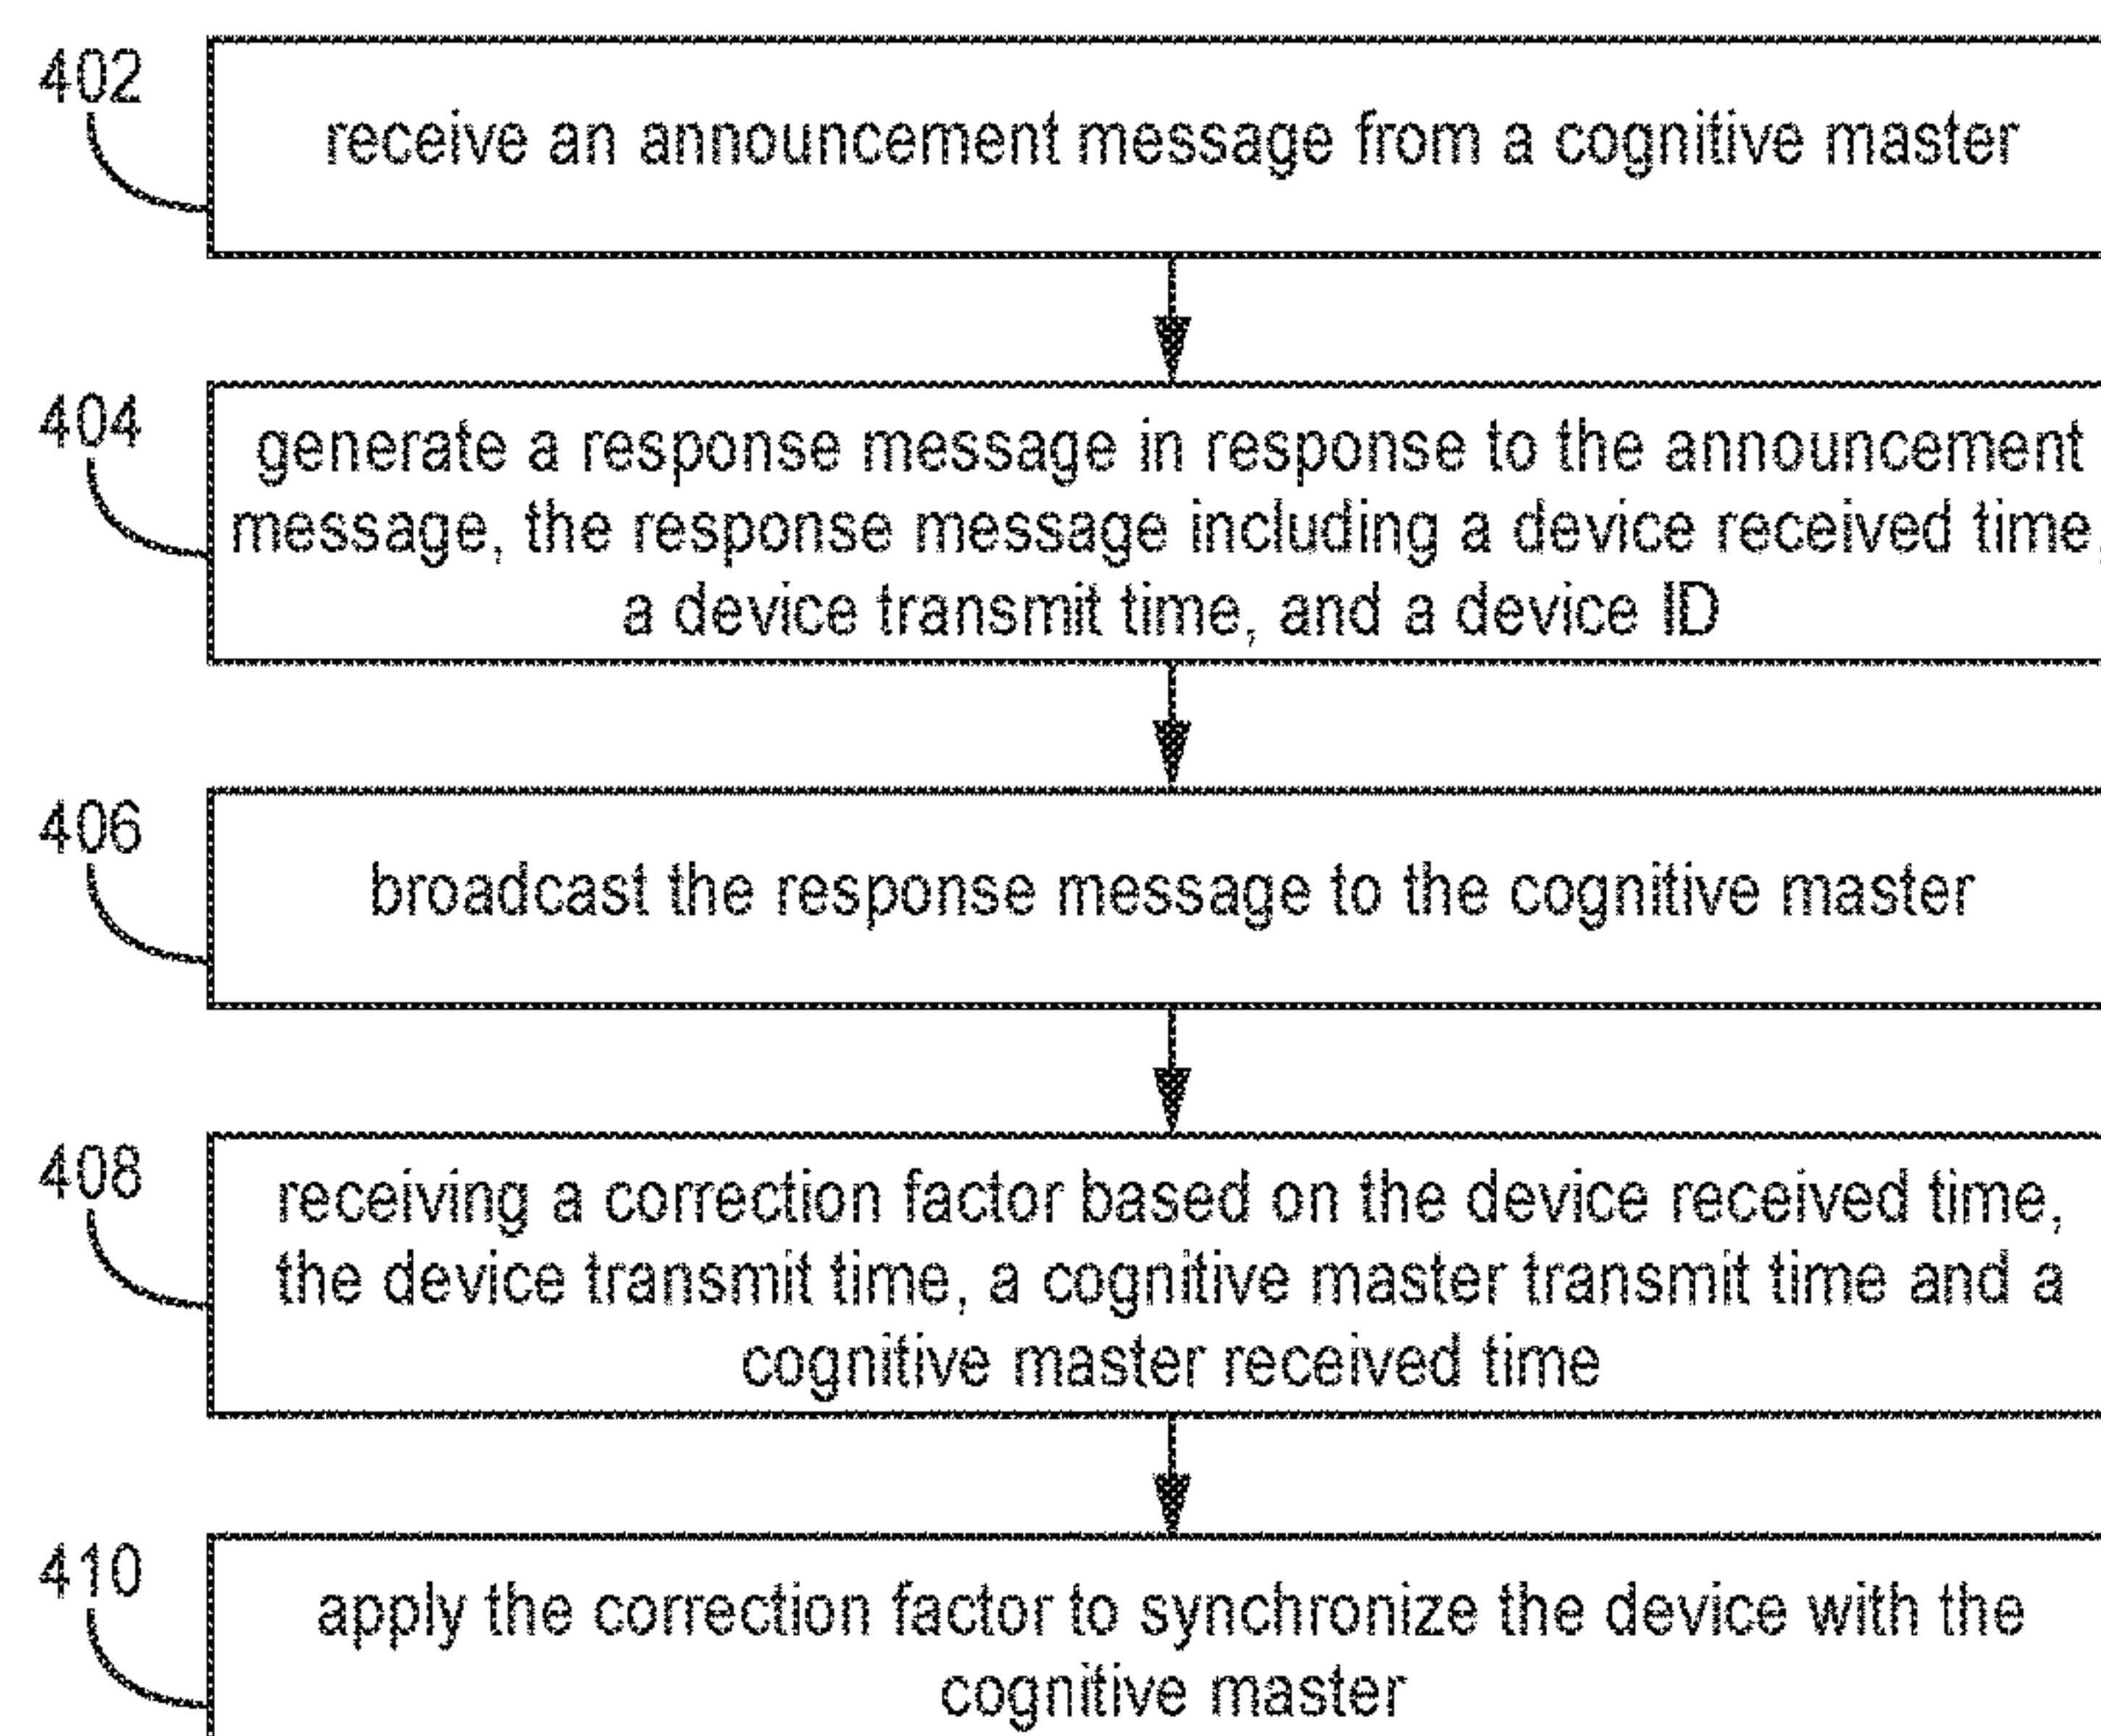 402
receive an announcement message from a cognitive master
404
generate a response message in response to the announcement
message, the response message including a device received time,
a device transmit time, and a device ID
406
broadcast the response message to the cognitive master
408
receiving a correction factor based on the device received time,
the device transmit time, a cognitive master transmit time and a
cognitive master received time
410
apply the correction factor to synchronize the device with the
cognitive master